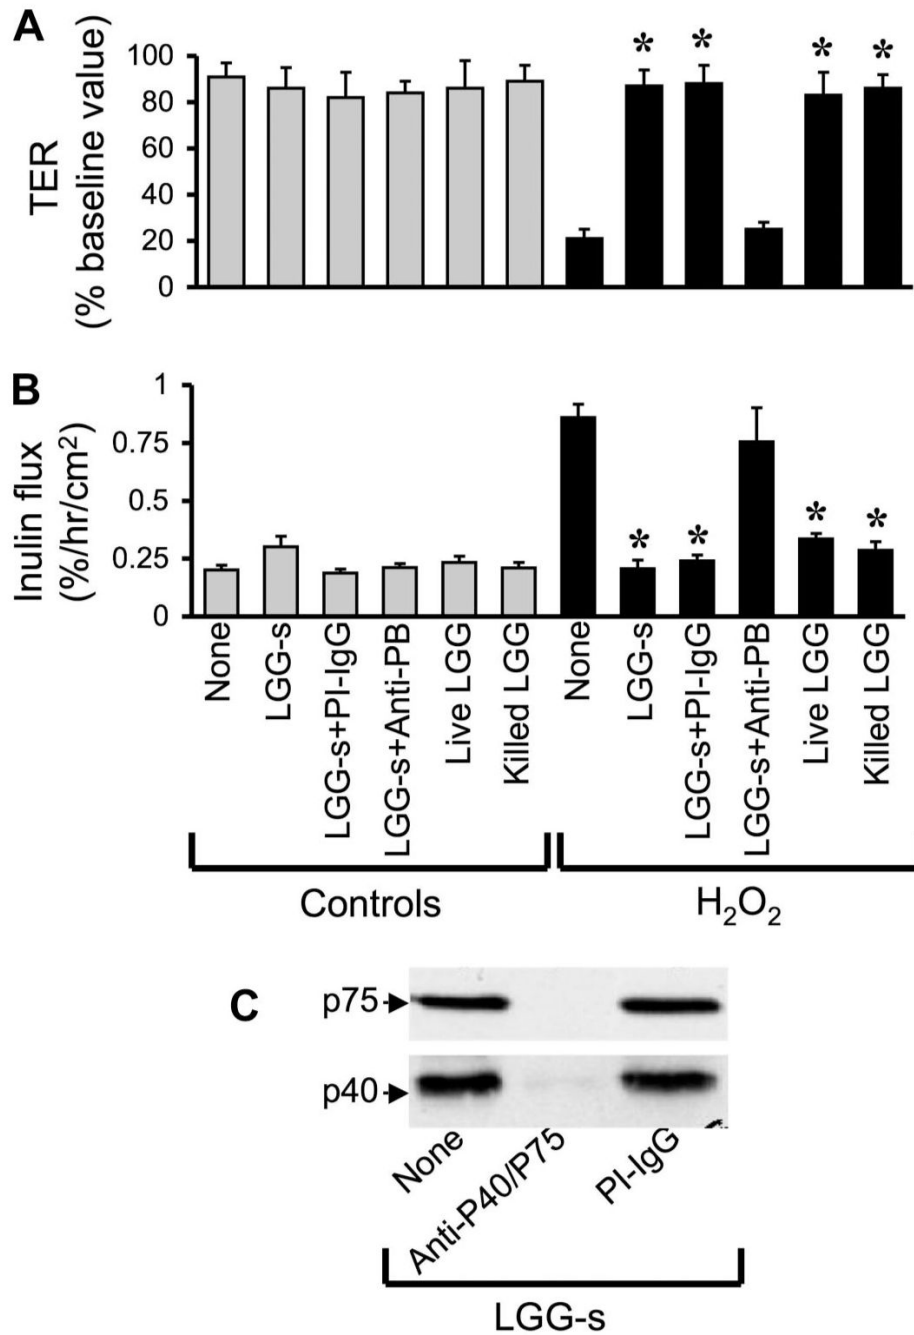 A
TER
(% baseline value)
100
80
60
40
20
0
* * * *
B
Inulin flux
(%/hr/cm²)
1
0.75
0.5
0.25
0
* * * *
None
LGG-s
LGG-s+PI-IgG
LGG-s+Anti-PB
Live LGG
Killed LGG
None
LGG-s
LGG-s+PI-IgG
LGG-s+Anti-PB
Live LGG
Killed LGG
Controls
H₂O₂
C
p75
p40
None
Anti-P40/P75
PI-IgG
LGG-s